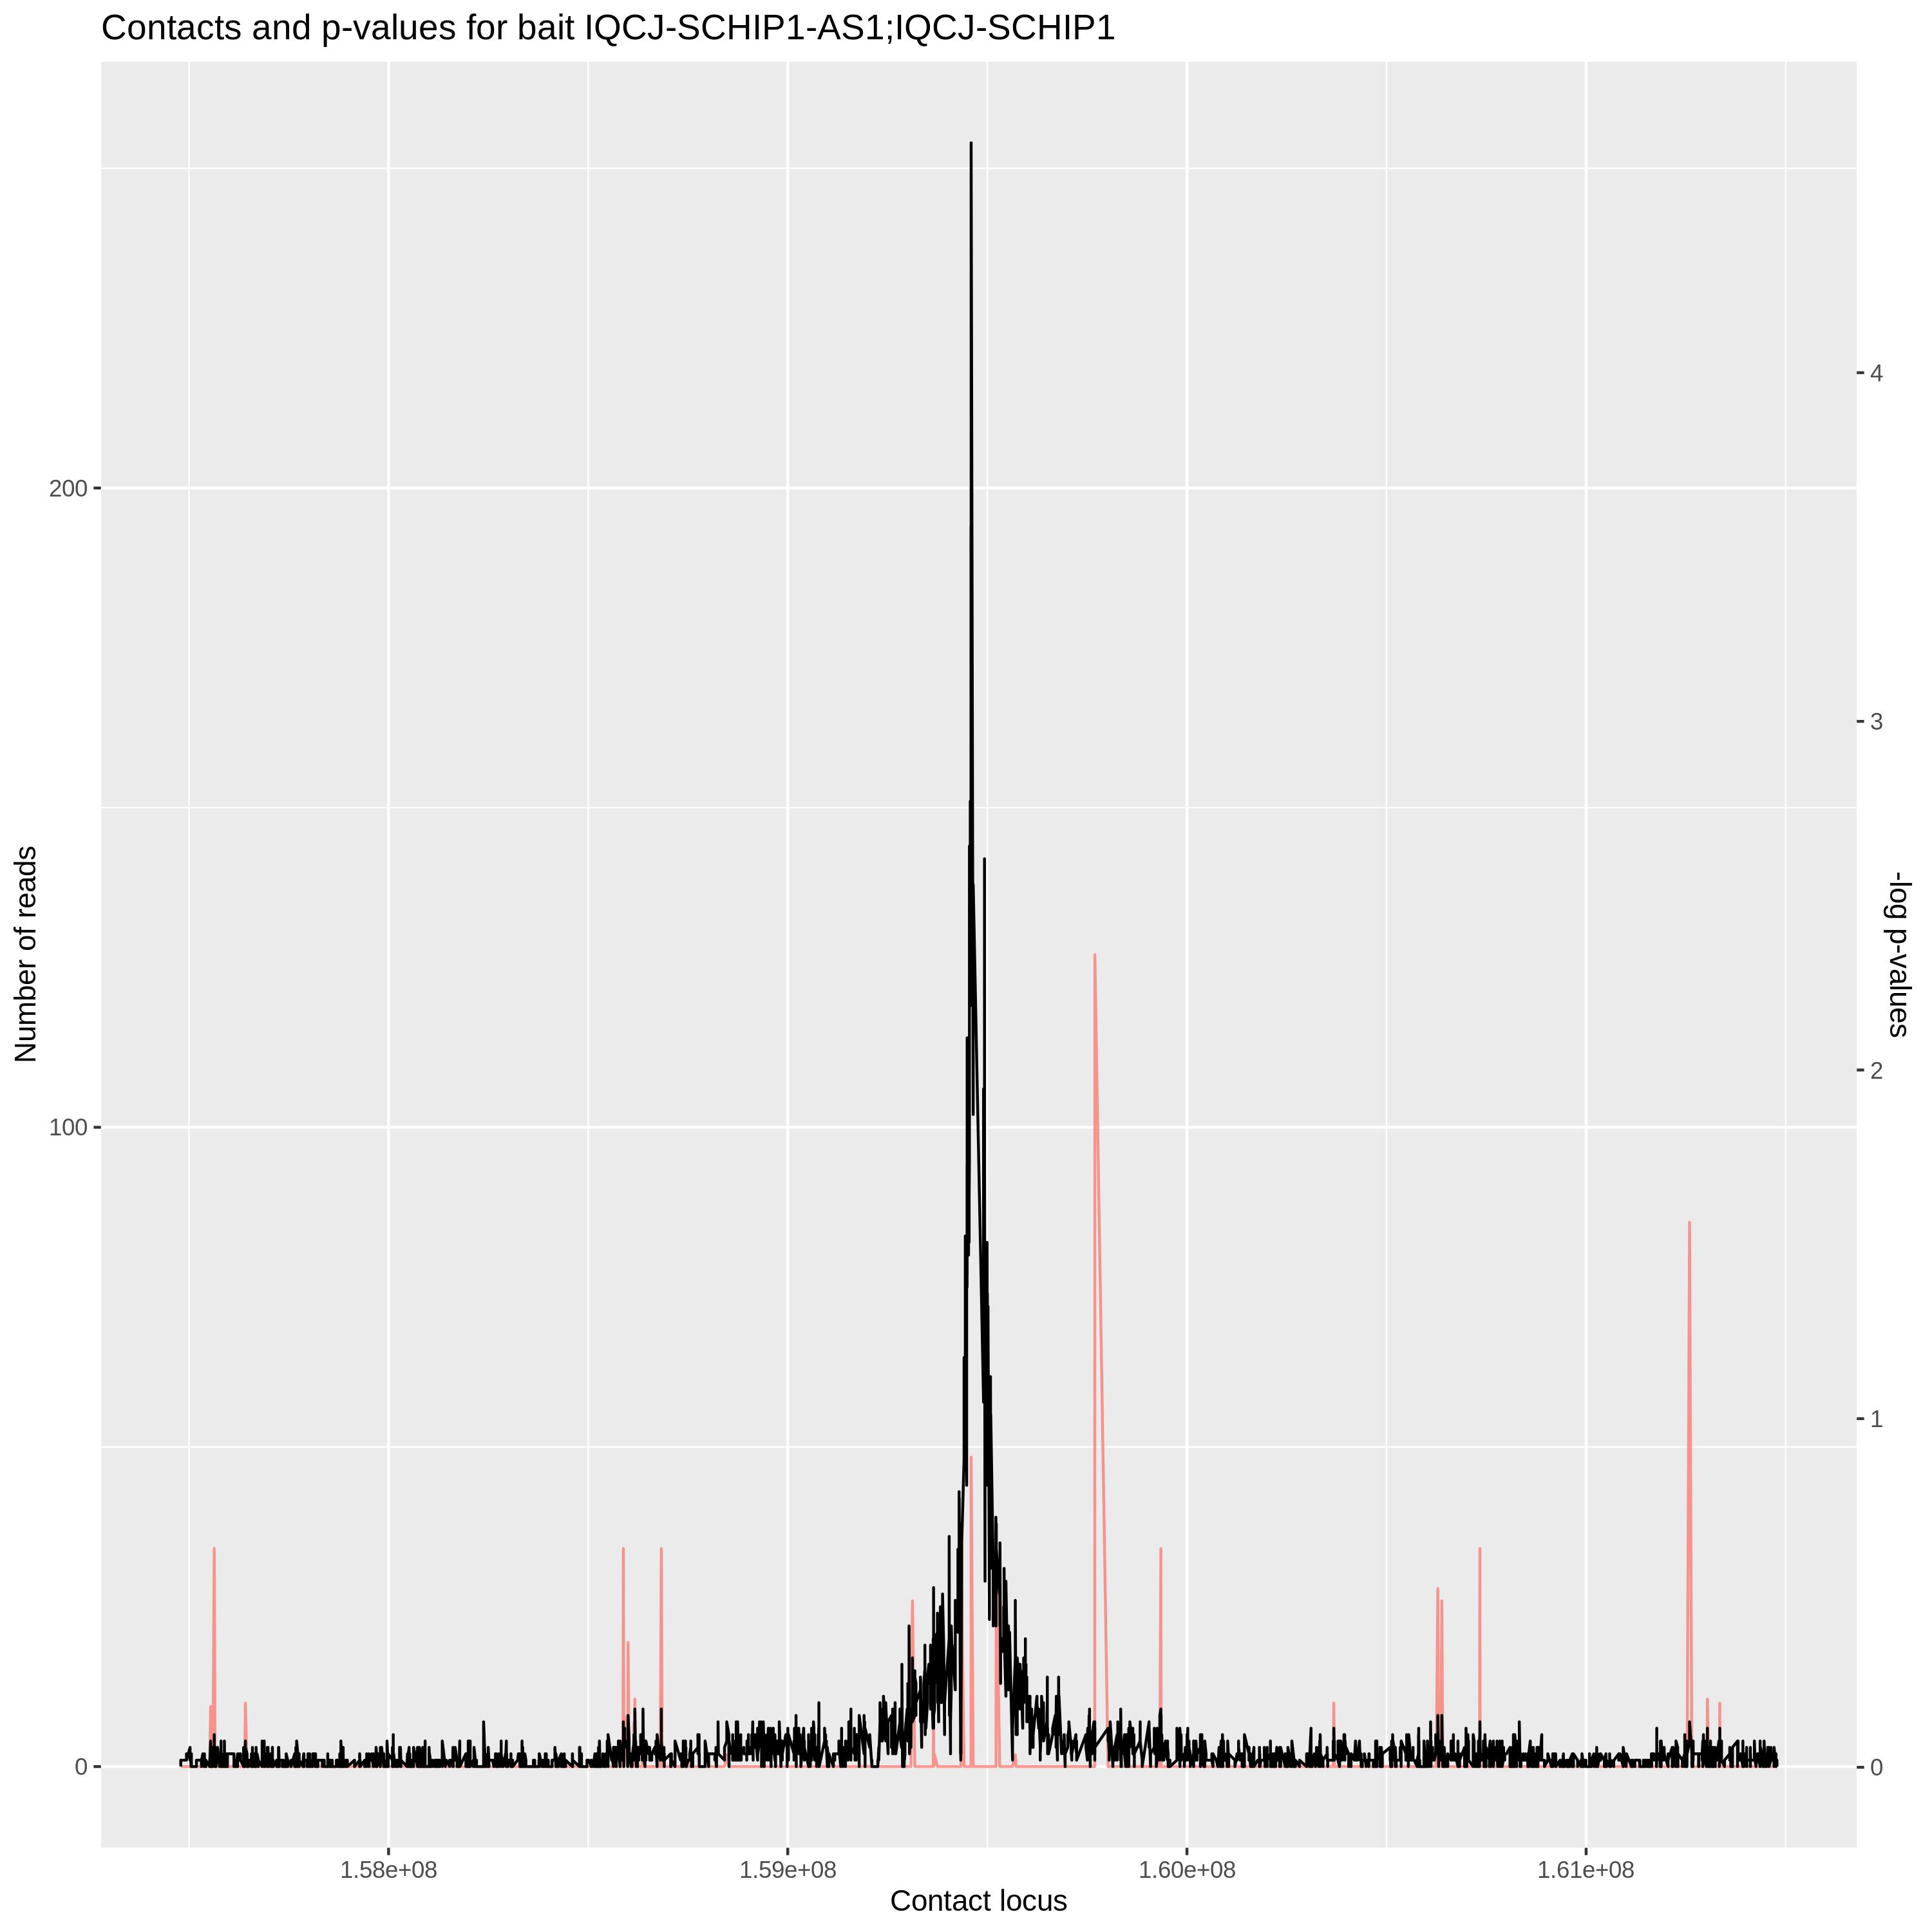 Contacts and p-values for bait IQCJ-SCHIP1-AS1;IQCJ-SCHIP1
Number of reads
200
100
0
4
3
2
1
0
-log p-values
1.58e+08
1.59e+08
1.60e+08
1.61e+08
Contact locus